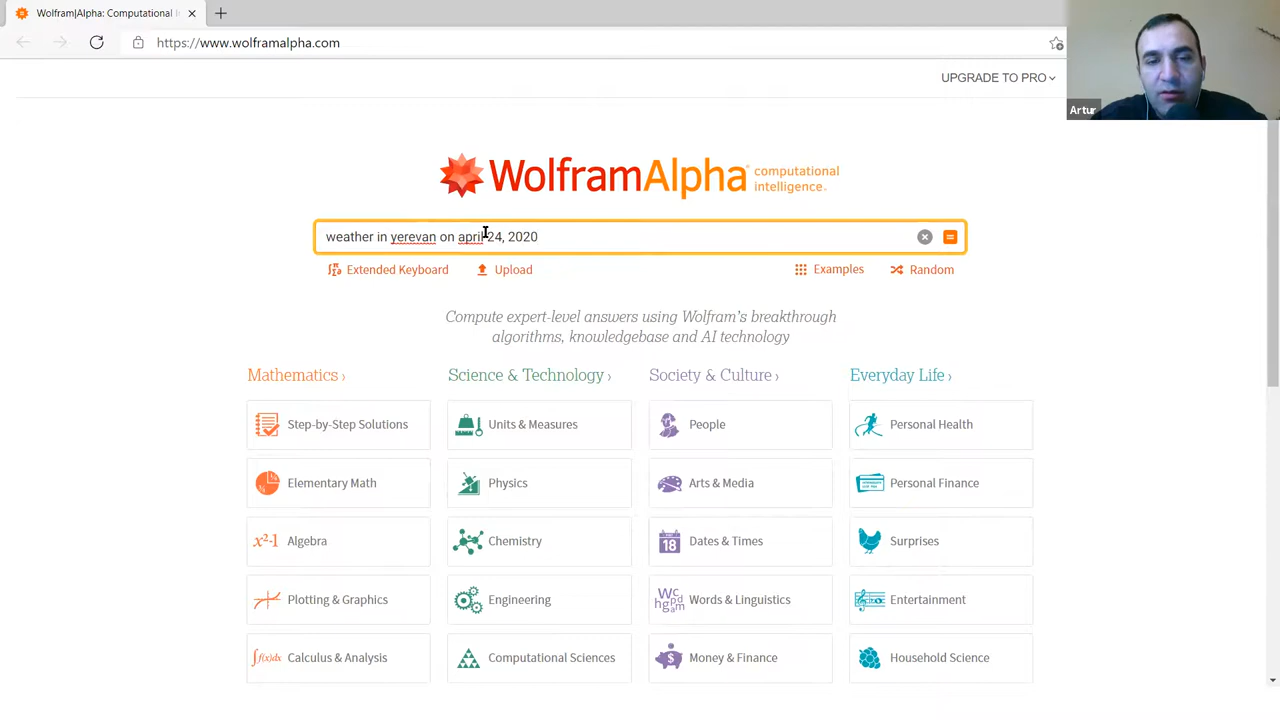 Wolfram|Alpha: Computational I
https://www.wolframalpha.com
UPGRADE TO PRO
Artur
WolframAlpha computational intelligence.
weather in yerevan on april 24, 2020
Extended Keyboard Upload Examples Random
Compute expert-level answers using Wolfram's breakthrough
algorithms, knowledgebase and AI technology
Mathematics › Science & Technology › Society & Culture › Everyday Life ›
Step-by-Step Solutions Units & Measures People Personal Health
Elementary Math Physics Arts & Media Personal Finance
x²-1 Algebra Chemistry 18 Dates & Times Surprises
Plotting & Graphics Engineering Words & Linguistics Entertainment
∫f(x)dx Calculus & Analysis Computational Sciences $ Money & Finance Household Science